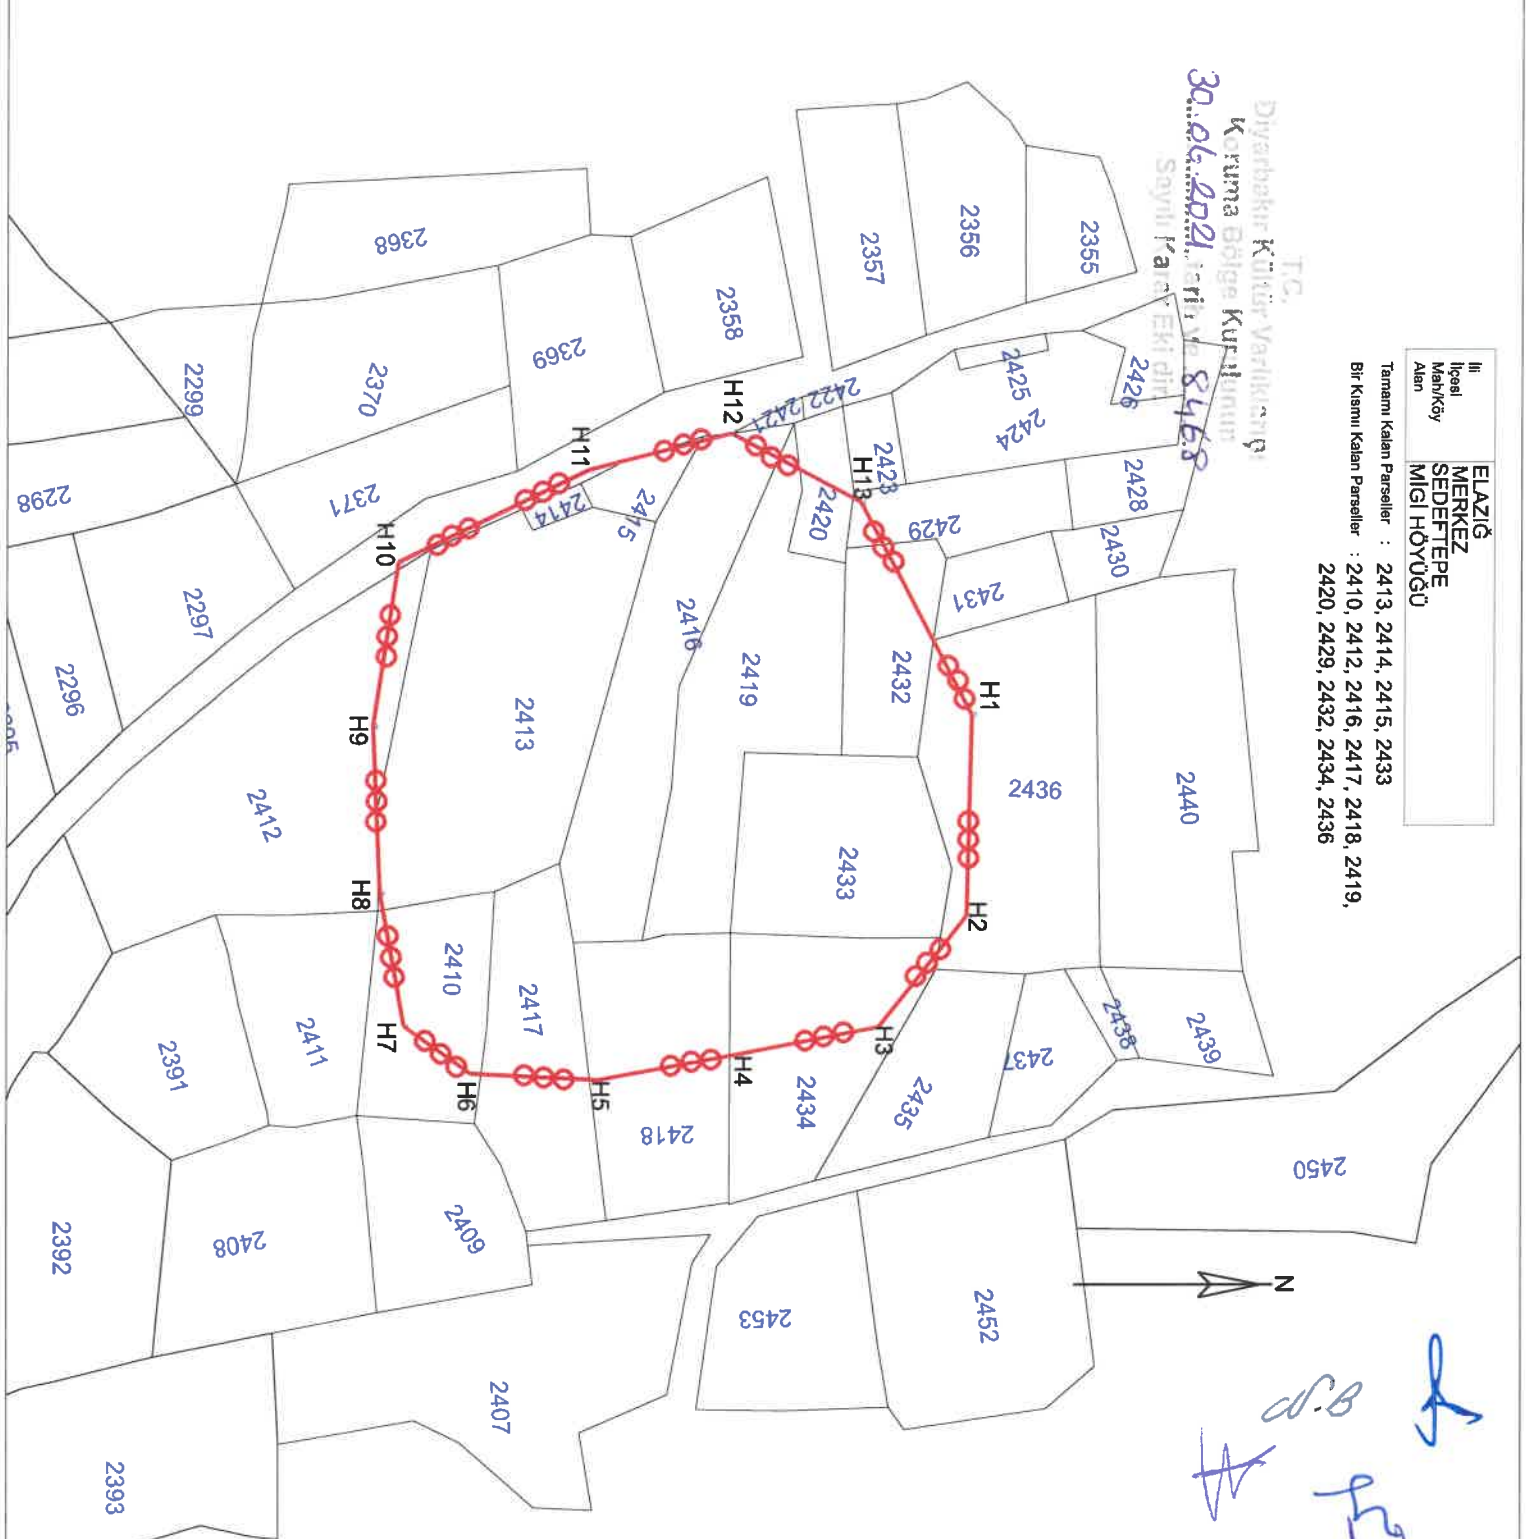 İli ELAZIĞ
İlçesi MERKEZ
Mah/Köy SEDEFTEPE
Alan MİGİ HÖYÜĞÜ
Tamamı Kalan Parseller : 2413, 2414, 2415, 2433
Bir Kısmıı Kalan Parseller : 2410, 2412, 2416, 2417, 2418, 2419,
2420, 2429, 2432, 2434, 2436
T.C.
Diyarbakır Kültür Varlıklarını
Koruma Bölge Kurulunun
30.06.2021 tarih ve 8468
Sayılı Karar Eki dir.
N
2355
2356
2357
2358
2368
2369
2370
2371
2299
2298
2297
2296
2426
2425
2424
2428
2422
2421
2423
2420
2429
2430
2431
2432
2440
2436
2433
2419
2416
2415
2414
2413
2412
2410
2417
2411
2391
2392
2408
2409
2418
2434
2435
2437
2438
2439
2450
2452
2453
2407
2393
H1
H2
H3
H4
H5
H6
H7
H8
H9
H10
H11
H12
H13